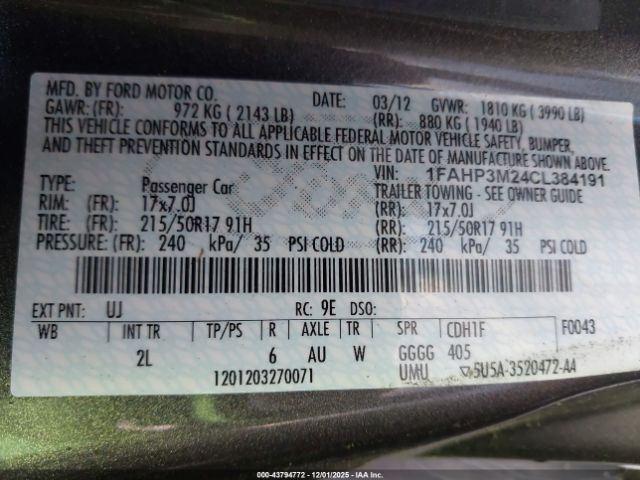 MFD. BY FORD MOTOR CO.
DATE: 03/12 GVWR: 1810 KG ( 3990 LB)
GAWR: (FR): 972 KG ( 2143 LB) (RR): 880 KG ( 1940 LB)
THIS VEHICLE CONFORMS TO ALL APPLICABLE FEDERAL MOTOR VEHICLE SAFETY, BUMPER,
AND THEFT PREVENTION STANDARDS IN EFFECT ON THE DATE OF MANUFACTURE SHOWN ABOVE.
VIN: 1FAHP3M24CL384191
TYPE: Passenger Car TRAILER TOWING - SEE OWNER GUIDE
RIM: (FR): 17x7.0J (RR): 17x7.0J
TIRE: (FR): 215/50R17 91H (RR): 215/50R17 91H
PRESSURE: (FR): 240 kPa/ 35 PSI COLD (RR): 240 kPa/ 35 PSI COLD
EXT PNT: UJ RC: 9E DSO:
WB INT TR TP/PS R AXLE TR SPR CDH1F F0043
2L 6 AU W GGGG 405
1201203270071 UMU ▽5U5A-3520472-AA
000-43794772 - 12/01/2025 - IAA Inc.